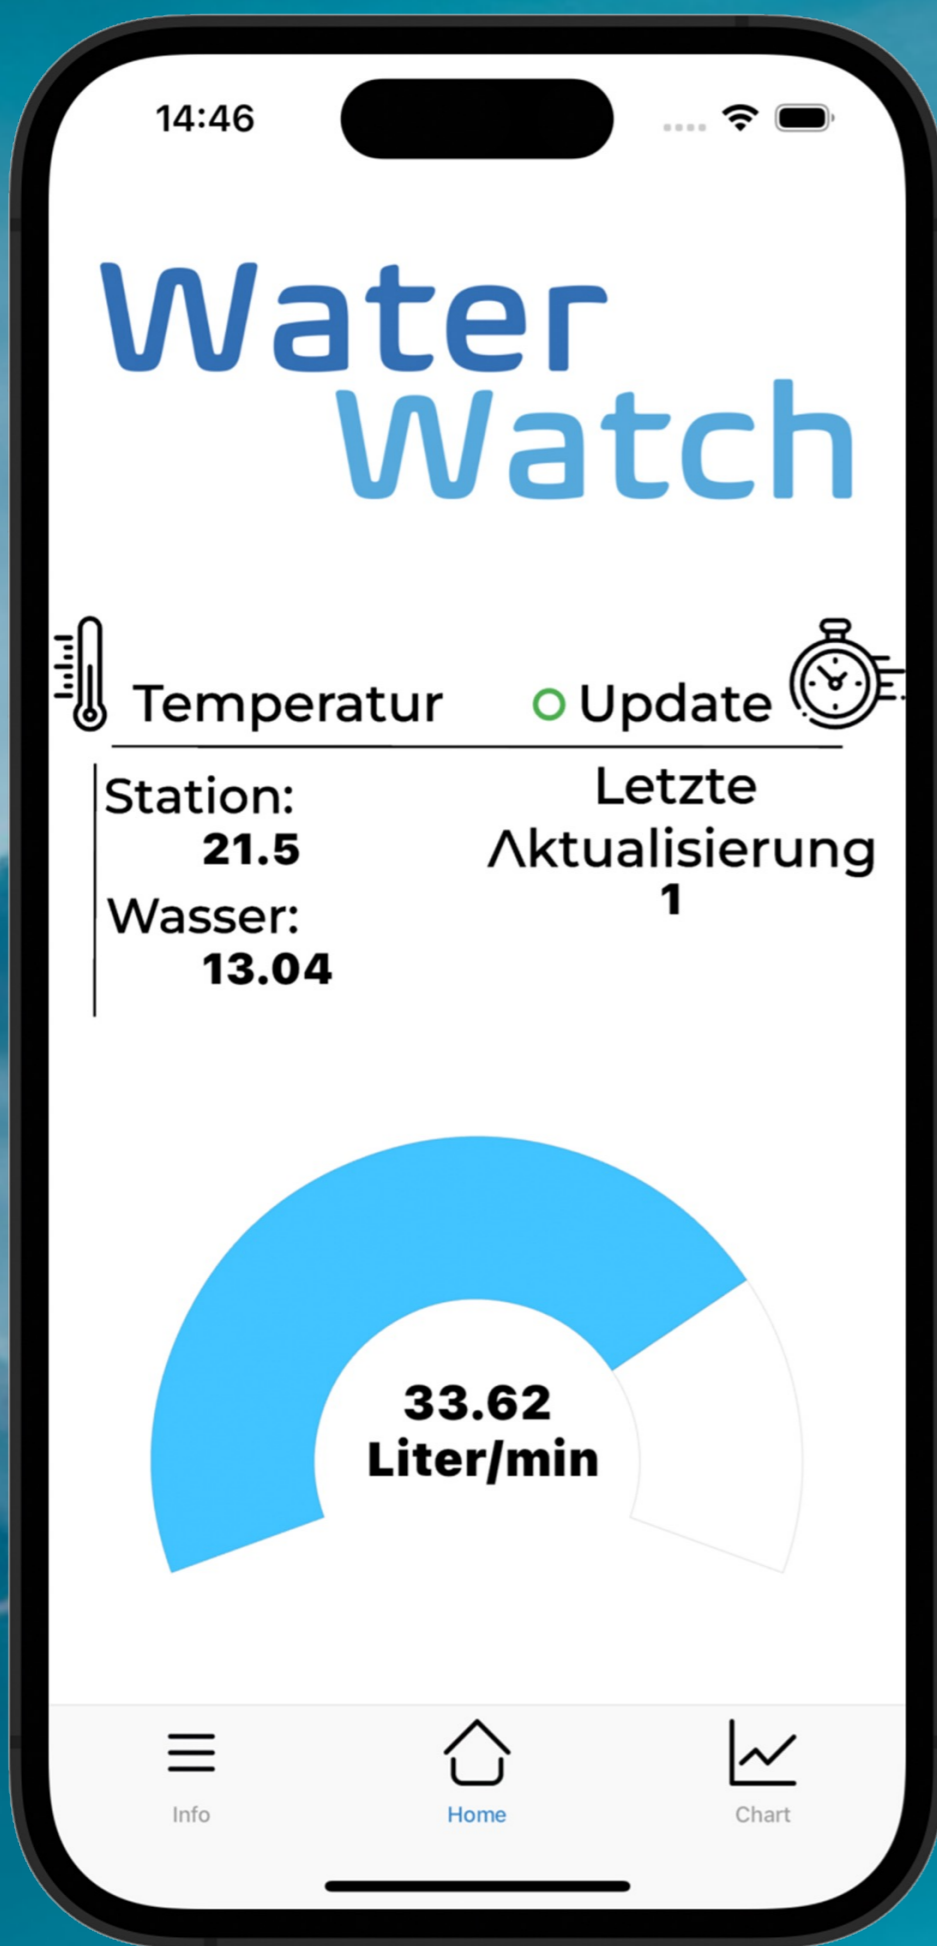 14:46
Water
Watch
Temperatur
Update
Station:
21.5
Wasser:
13.04
Letzte
Aktualisierung
1
33.62
Liter/min
Info
Home
Chart